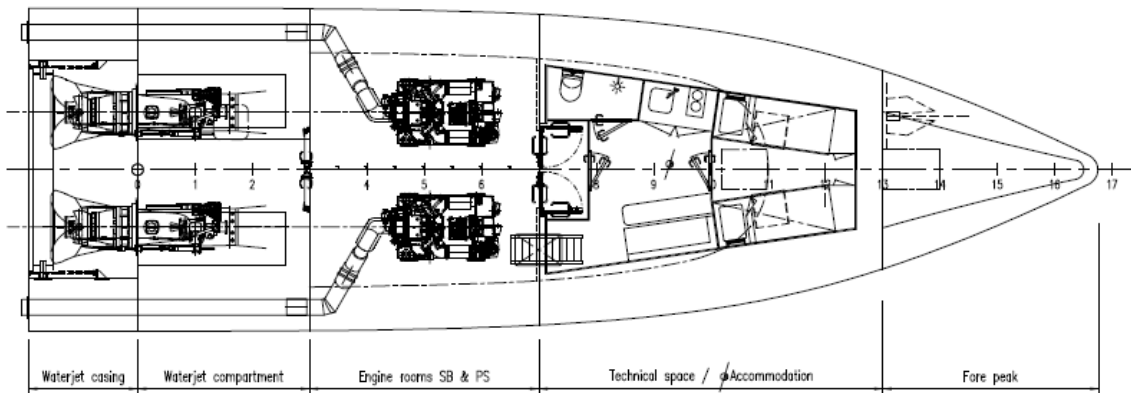 0 1 2 4 5 6 8 9 10 11 12 13 14 15 16 17
Waterjet casing Waterjet compartment Engine rooms SB & PS Technical space / Accommodation Fore peak